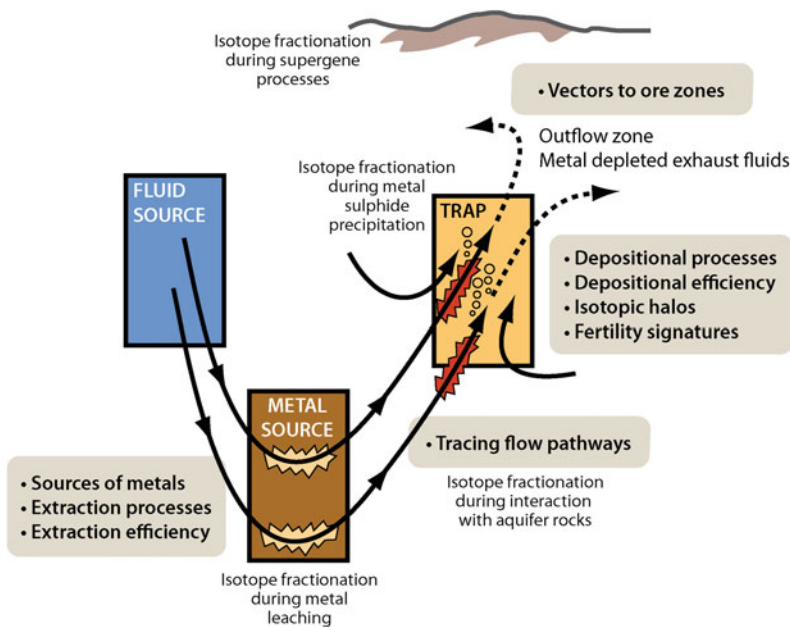 Isotope fractionation
during supergene
processes
• Vectors to ore zones
Outflow zone
Metal depleted exhaust fluids
Isotope fractionation
during metal
sulphide
precipitation
FLUID
SOURCE
TRAP
• Depositional processes
• Depositional efficiency
• Isotopic halos
• Fertility signatures
METAL
SOURCE
• Tracing flow pathways
• Sources of metals
• Extraction processes
• Extraction efficiency
Isotope fractionation
during interaction
with aquifer rocks
Isotope fractionation
during metal
leaching